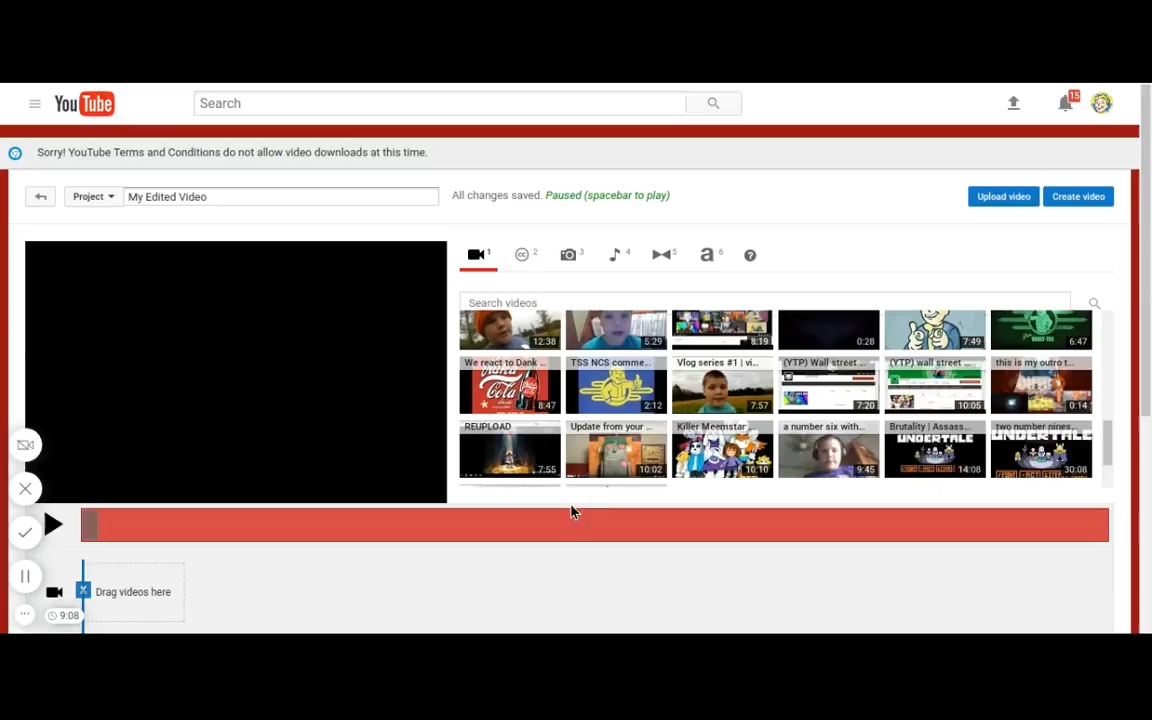 YouTube
Search
15
Sorry! YouTube Terms and Conditions do not allow video downloads at this time.
Project
My Edited Video
All changes saved. Paused (spacebar to play)
Upload video
Create video
1
2
3
4
5
a 6
?
Search videos
12:38
5:29
8:19
0:28
7:49
6:47
We react to Dank ...
TSS NCS comme...
Vlog series #1 | vi...
(YTP) Wall street ...
(YTP) wall street ...
this is my outro t...
8:47
2:12
7:57
7:20
10:05
0:14
REUPLOAD
Update from your ...
Killer Meemstar ...
a number six with...
Brutality | Assass...
two number nines...
UNDERTALE
UNDERTALE
7:55
10:02
10:10
9:45
14:08
30:08
Drag videos here
9:08